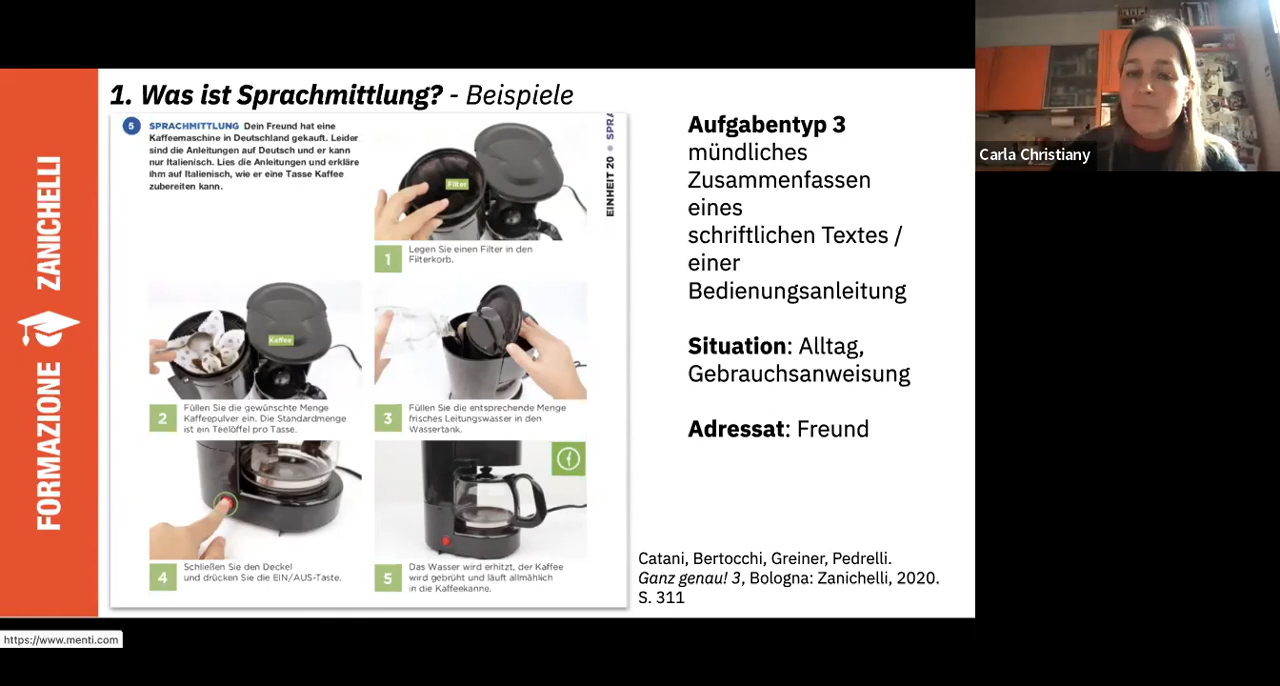 FORMAZIONE ZANICHELLI
1. Was ist Sprachmittlung? - Beispiele
5 SPRACHMITTLUNG Dein Freund hat eine
Kaffeemaschine in Deutschland gekauft. Leider
sind die Anleitungen auf Deutsch und er kann
nur Italienisch. Lies die Anleitungen und erkläre
ihm auf Italienisch, wie er eine Tasse Kaffee
zubereiten kann.
EINHEIT 20 • SPRA
Filter
1 Legen Sie einen Filter in den
Filterkorb.
Kaffee
2 Füllen Sie die gewünschte Menge
Kaffeepulver ein. Die Standardmenge
ist ein Teelöffel pro Tasse.
3 Füllen Sie die entsprechende Menge
frisches Leitungswasser in den
Wassertank.
4 Schließen Sie den Deckel
und drücken Sie die EIN/AUS-Taste.
5 Das Wasser wird erhitzt, der Kaffee
wird gebrüht und läuft allmählich
in die Kaffeekanne.
Aufgabentyp 3
mündliches
Zusammenfassen
eines
schriftlichen Textes /
einer
Bedienungsanleitung
Situation: Alltag,
Gebrauchsanweisung
Adressat: Freund
Catani, Bertocchi, Greiner, Pedrelli.
Ganz genau! 3, Bologna: Zanichelli, 2020.
S. 311
Carla Christiany
https://www.menti.com